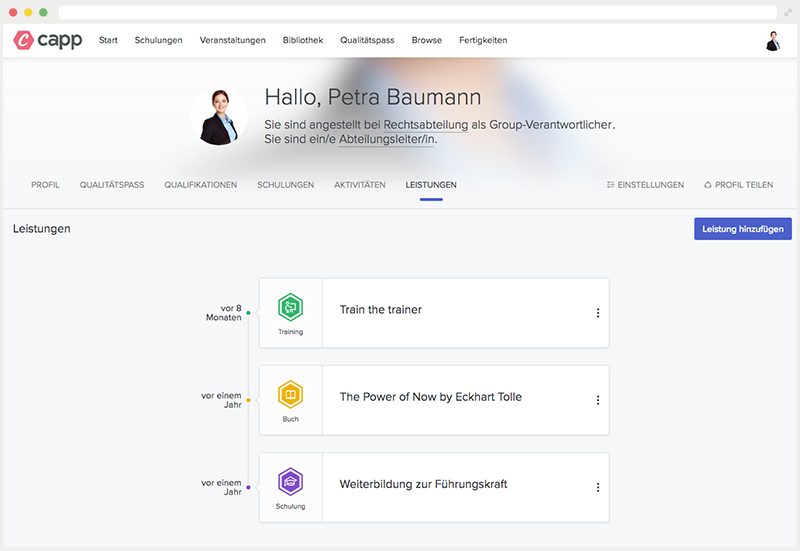 capp
Start Schulungen Veranstaltungen Bibliothek Qualitätspass Browse Fertigkeiten
Hallo, Petra Baumann
Sie sind angestellt bei Rechtsabteilung als Group-Verantwortlicher.
Sie sind ein/e Abteilungsleiter/in.
PROFIL QUALITÄTSPASS QUALIFIKATIONEN SCHULUNGEN AKTIVITÄTEN LEISTUNGEN EINSTELLUNGEN PROFIL TEILEN
Leistungen
Leistung hinzufügen
vor 8
Monaten
Training
Train the trainer
vor einem
Jahr
Buch
The Power of Now by Eckhart Tolle
vor einem
Jahr
Schulung
Weiterbildung zur Führungskraft